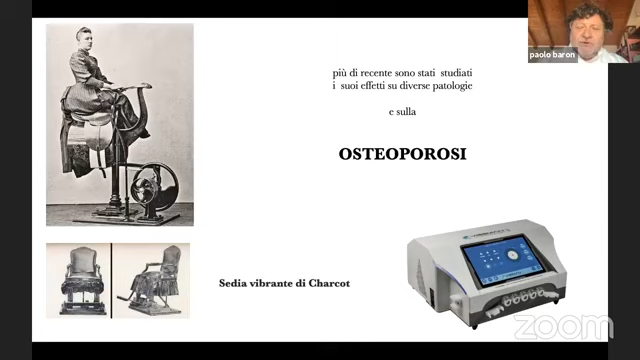 paolo baron
più di recente sono stati studiati
i suoi effetti su diverse patologie
e sulla
OSTEOPOROSI
Sedia vibrante di Charcot
zoom